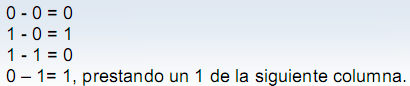 0 - 0 = 0
1 - 0 = 1
1 - 1 = 0
0 – 1= 1, prestando un 1 de la siguiente columna.